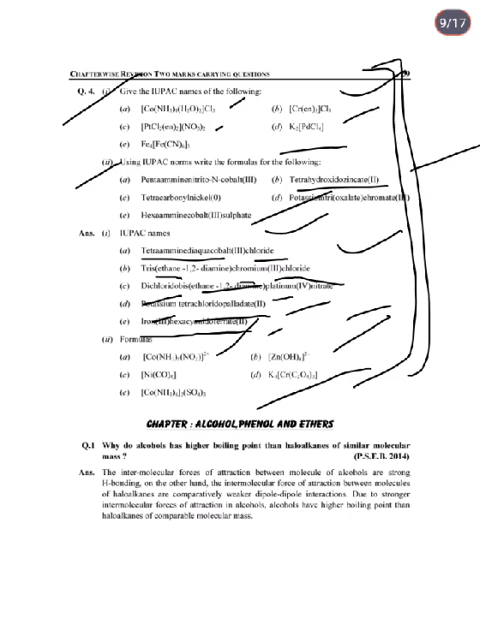 9/17
CHAPTERWISE REVISION TWO MARKS CARRYING QUESTIONS 9
Q. 4. (i) Give the IUPAC names of the following:
(a) [Co(NH₃)₄(H₂O)₂]Cl₃ (b) [Cr(en)₃]Cl₃
(c) [PtCl₂(en)₂](NO₃)₂ (d) K₂[PdCl₄]
(e) Fe₄[Fe(CN)₆]₃
(ii) Using IUPAC norms write the formulas for the following:
(a) Pentaamminenitrito-N-cobalt(III) (b) Tetrahydroxidozincate(II)
(c) Tetracarbonylnickel(0) (d) Potassiumtri(oxalate)chromate(III)
(e) Hexaamminecobalt(III)sulphate
Ans. (i) IUPAC names
(a) Tetraamminediaquacobalt(III)chloride
(b) Tris(ethane -1,2- diamine)chromium(III)chloride
(c) Dichloridobis(ethane -1,2- diamine)platinum(IV)nitrate
(d) Potassium tetrachloridopalladate(II)
(e) Iron(III)hexacyanidoferrate(II)
(ii) Formulas
(a) [Co(NH₃)₅(NO₂)]²⁺ (b) [Zn(OH)₄]²⁻
(c) [Ni(CO)₄] (d) K₃[Cr(C₂O₄)₃]
(e) [Co(NH₃)₆]₂(SO₄)₃
CHAPTER : ALCOHOL,PHENOL AND ETHERS
Q.1 Why do alcohols has higher boiling point than haloalkanes of similar molecular
mass ? (P.S.E.B. 2014)
Ans. The inter-molecular forces of attraction between molecule of alcohols are strong
H-bonding, on the other hand, the intermolecular force of attraction between molecules
of haloalkanes are comparatively weaker dipole-dipole interactions. Due to stronger
intermolecular forces of attraction in alcohols, alcohols have higher boiling point than
haloalkanes of comparable molecular mass.